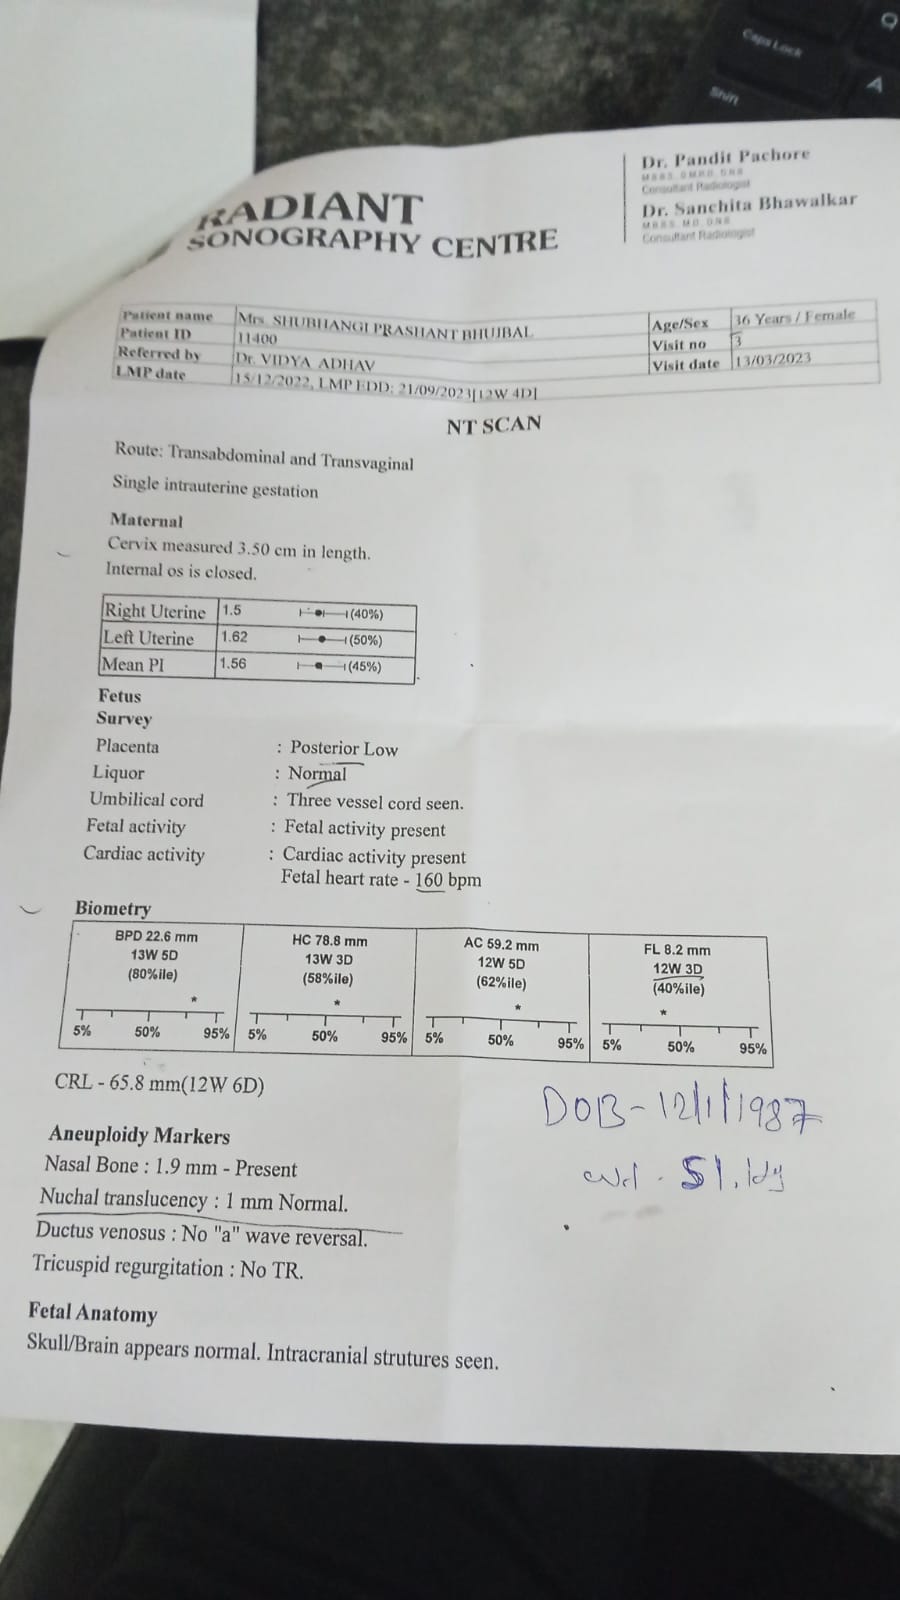 Caps Lock
Shift
Q
A
RADIANT
SONOGRAPHY CENTRE
Dr. Pandit Pachore
M.B.B.S. D.M.R.D. D.N.B.
Consultant Radiologist
Dr. Sanchita Bhawalkar
M.B.B.S. M.D. D.N.B.
Consultant Radiologist
Patient name Mrs. SHUBHANGI PRASHANT BHUJBAL Age/Sex 36 Years / Female
Patient ID 11400 Visit no 3
Referred by Dr. VIDYA ADHAV Visit date 13/03/2023
LMP date 15/12/2022, LMP EDD: 21/09/2023[12W 4D]
NT SCAN
Route: Transabdominal and Transvaginal
Single intrauterine gestation
Maternal
Cervix measured 3.50 cm in length.
Internal os is closed.
Right Uterine 1.5 (40%)
Left Uterine 1.62 (50%)
Mean PI 1.56 (45%)
Fetus
Survey
Placenta : Posterior Low
Liquor : Normal
Umbilical cord : Three vessel cord seen.
Fetal activity : Fetal activity present
Cardiac activity : Cardiac activity present
Fetal heart rate - 160 bpm
Biometry
BPD 22.6 mm HC 78.8 mm AC 59.2 mm FL 8.2 mm
13W 5D 13W 3D 12W 5D 12W 3D
(80%ile) (58%ile) (62%ile) (40%ile)
* * * *
5% 50% 95% 5% 50% 95% 5% 50% 95% 5% 50% 95%
CRL - 65.8 mm(12W 6D)
DOB - 12/1/1987
51. kg
Aneuploidy Markers
Nasal Bone : 1.9 mm - Present
Nuchal translucency : 1 mm Normal.
Ductus venosus : No "a" wave reversal.
Tricuspid regurgitation : No TR.
Fetal Anatomy
Skull/Brain appears normal. Intracranial strutures seen.